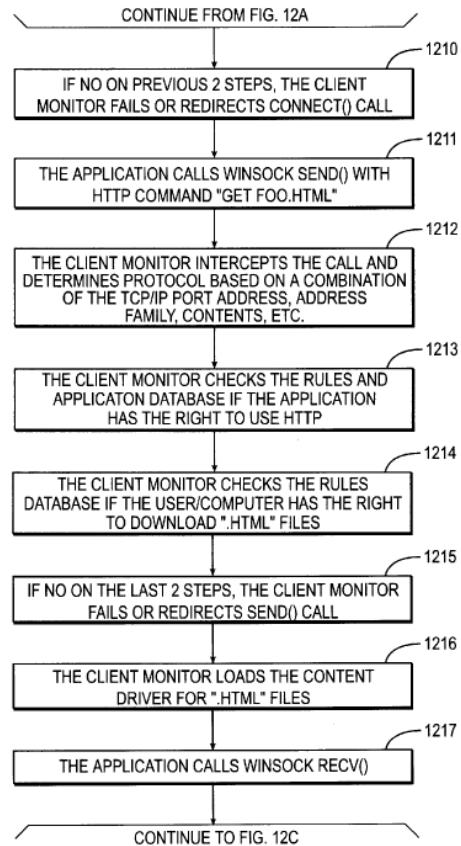 CONTINUE FROM FIG. 12A
1210
IF NO ON PREVIOUS 2 STEPS, THE CLIENT
MONITOR FAILS OR REDIRECTS CONNECT() CALL
1211
THE APPLICATION CALLS WINSOCK SEND() WITH
HTTP COMMAND "GET FOO.HTML"
1212
THE CLIENT MONITOR INTERCEPTS THE CALL AND
DETERMINES PROTOCOL BASED ON A COMBINATION
OF THE TCP/IP PORT ADDRESS, ADDRESS
FAMILY, CONTENTS, ETC.
1213
THE CLIENT MONITOR CHECKS THE RULES AND
APPLICATON DATABASE IF THE APPLICATION
HAS THE RIGHT TO USE HTTP
1214
THE CLIENT MONITOR CHECKS THE RULES
DATABASE IF THE USER/COMPUTER HAS THE RIGHT
TO DOWNLOAD ".HTML" FILES
1215
IF NO ON THE LAST 2 STEPS, THE CLIENT MONITOR
FAILS OR REDIRECTS SEND() CALL
1216
THE CLIENT MONITOR LOADS THE CONTENT
DRIVER FOR ".HTML" FILES
1217
THE APPLICATION CALLS WINSOCK RECV()
CONTINUE TO FIG. 12C